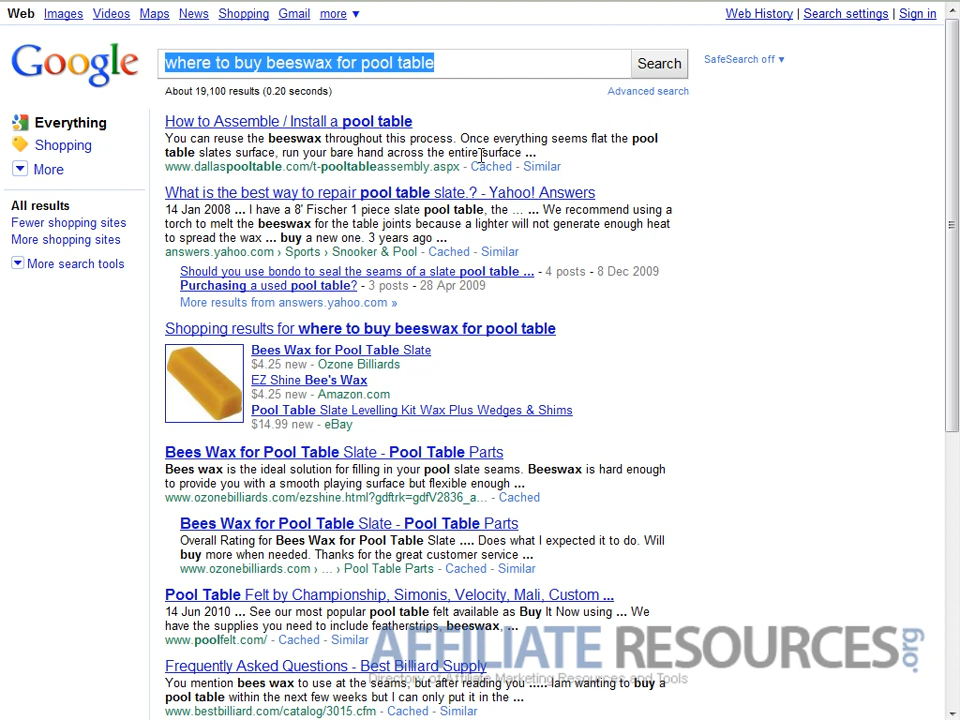 Web Images Videos Maps News Shopping Gmail more ▼ Web History | Search settings | Sign in
Google where to buy beeswax for pool table Search SafeSearch off ▼
About 19,100 results (0.20 seconds) Advanced search
Everything
Shopping
More
All results
Fewer shopping sites
More shopping sites
More search tools
How to Assemble / Install a pool table
You can reuse the beeswax throughout this process. Once everything seems flat the pool
table slates surface, run your bare hand across the entire surface ...
www.dallaspooltable.com/t-pooltableassembly.aspx - Cached - Similar
What is the best way to repair pool table slate.? - Yahoo! Answers
14 Jan 2008 ... I have a 8' Fischer 1 piece slate pool table, the ... ... We recommend using a
torch to melt the beeswax for the table joints because a lighter will not generate enough heat
to spread the wax ... buy a new one. 3 years ago ...
answers.yahoo.com › Sports › Snooker & Pool - Cached - Similar
Should you use bondo to seal the seams of a slate pool table ... - 4 posts - 8 Dec 2009
Purchasing a used pool table? - 3 posts - 28 Apr 2009
More results from answers.yahoo.com »
Shopping results for where to buy beeswax for pool table
Bees Wax for Pool Table Slate
$4.25 new - Ozone Billiards
EZ Shine Bee's Wax
$4.25 new - Amazon.com
Pool Table Slate Levelling Kit Wax Plus Wedges & Shims
$14.99 new - eBay
Bees Wax for Pool Table Slate - Pool Table Parts
Bees wax is the ideal solution for filling in your pool slate seams. Beeswax is hard enough
to provide you with a smooth playing surface but flexible enough ...
www.ozonebilliards.com/ezshine.html?gdftrk=gdfV2836_a... - Cached
Bees Wax for Pool Table Slate - Pool Table Parts
Overall Rating for Bees Wax for Pool Table Slate .... Does what I expected it to do. Will
buy more when needed. Thanks for the great customer service ...
www.ozonebilliards.com › ... › Pool Table Parts - Cached - Similar
Pool Table Felt by Championship, Simonis, Velocity, Mali, Custom ...
14 Jun 2010 ... See our most popular pool table felt available as Buy It Now using ... We
have the supplies you need to include featherstrips, beeswax, ...
www.poolfelt.com/ - Cached - Similar
AFFILIATE RESOURCES.org
Directory of Affiliate Marketing Resources and Tools
Frequently Asked Questions - Best Billiard Supply
You mention bees wax to use at the seams, but after reading you ..... Iam wanting to buy a
pool table within the next few weeks but I can only put it in the ...
www.bestbilliard.com/catalog/3015.cfm - Cached - Similar